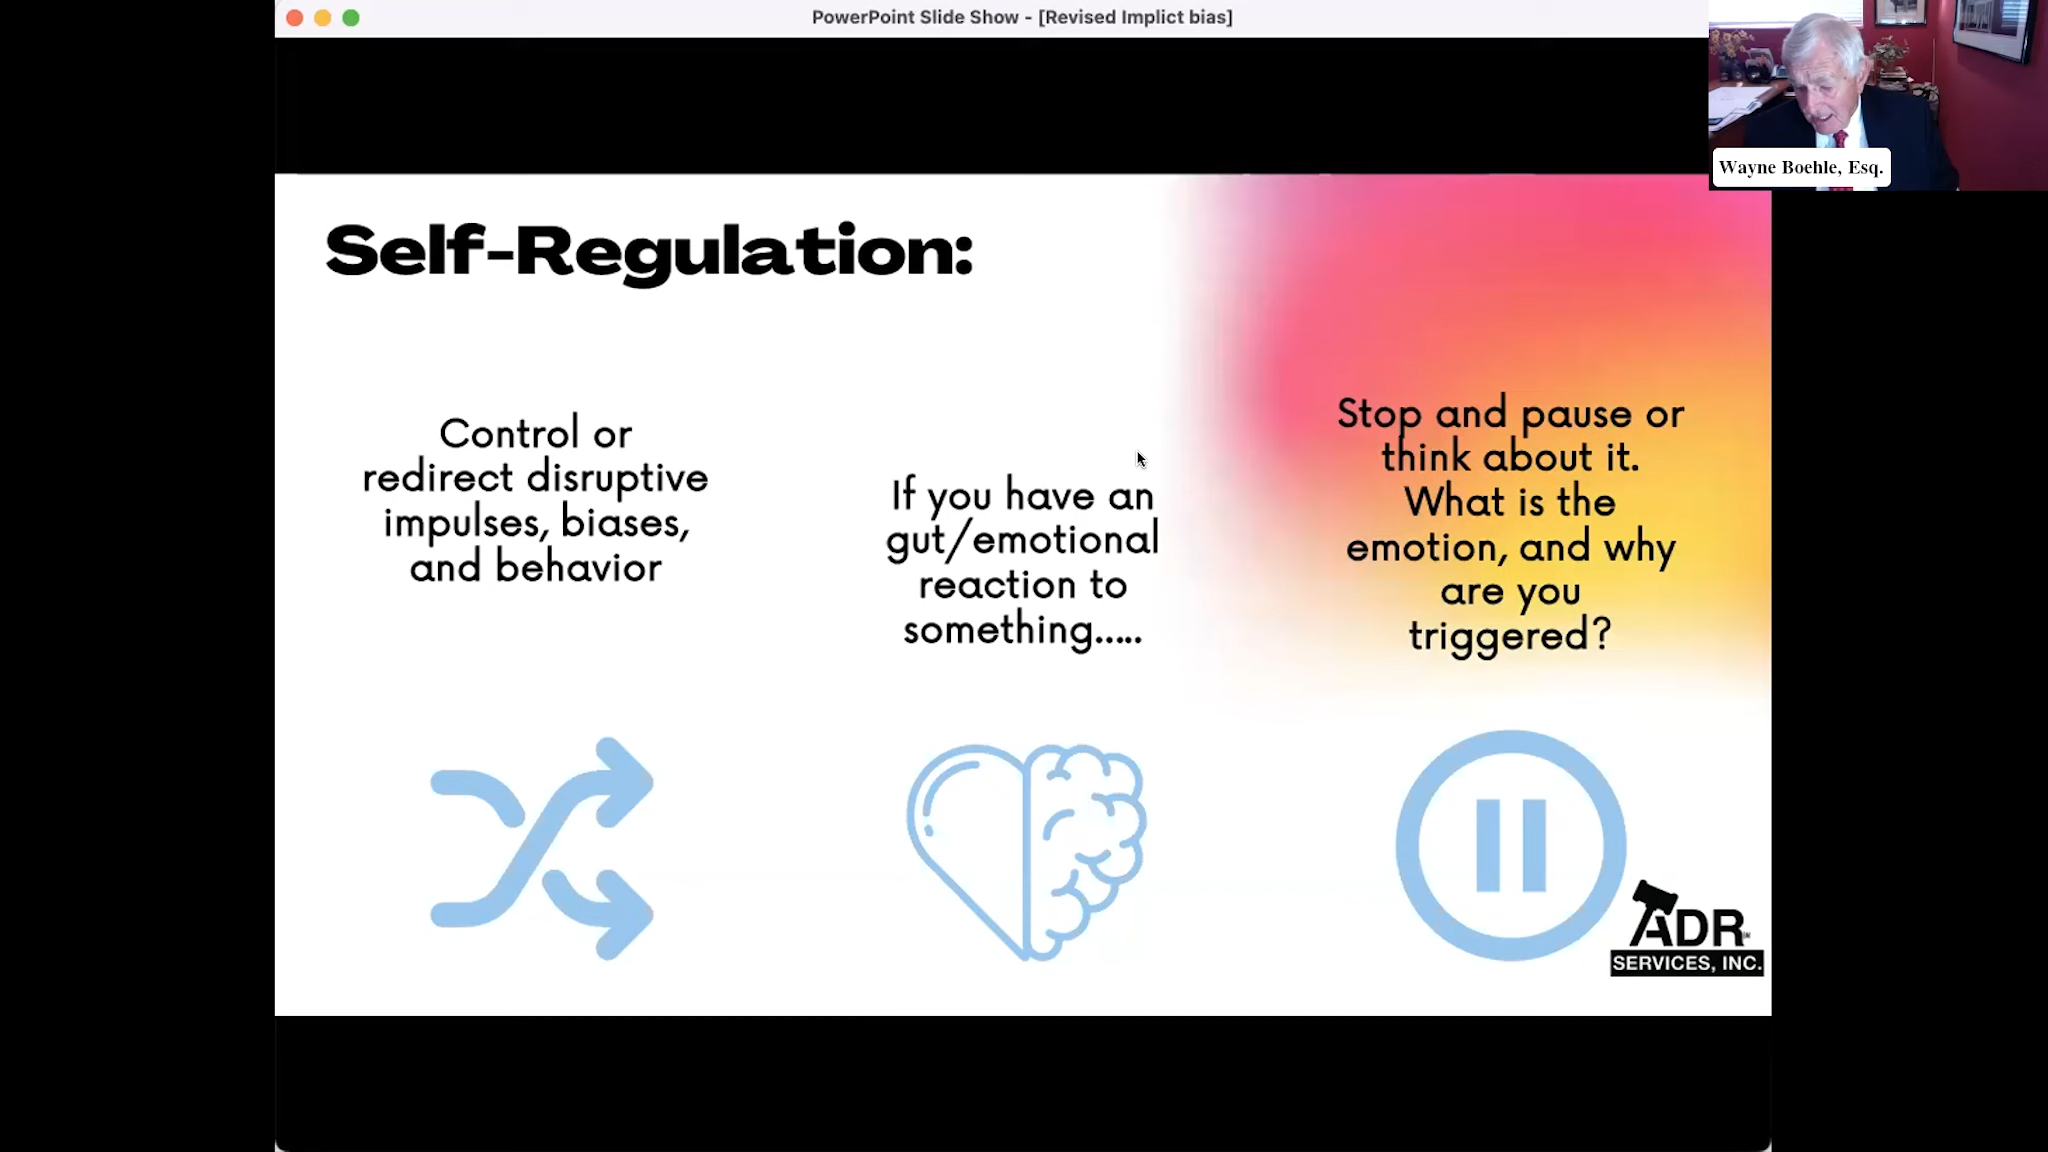 PowerPoint Slide Show - [Revised Implict bias]
Wayne Boehle, Esq.
Self-Regulation:
Control or
redirect disruptive
impulses, biases,
and behavior
If you have an
gut/emotional
reaction to
something.....
Stop and pause or
think about it.
What is the
emotion, and why
are you
triggered?
ADR
SERVICES, INC.